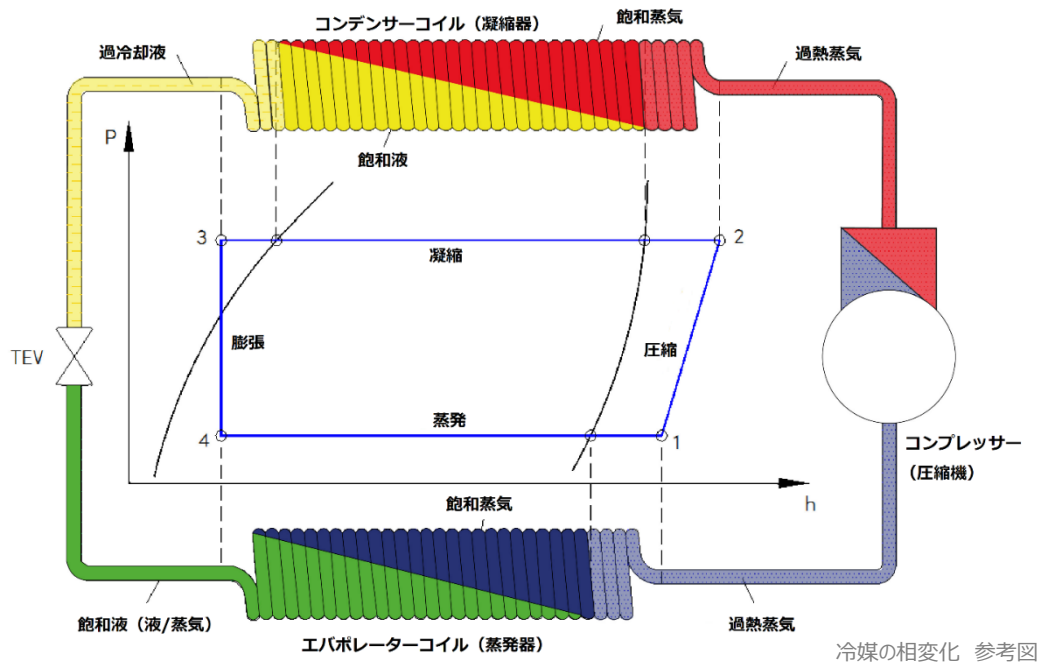 コンデンサーコイル（凝縮器）
飽和蒸気
過冷却液
過熱蒸気
P
飽和液
3
2
凝縮
TEV
膨張
圧縮
蒸発
4
1
コンプレッサー
（圧縮機）
h
飽和蒸気
飽和液（液/蒸気）
過熱蒸気
エバポレーターコイル（蒸発器）
冷媒の相変化 参考図